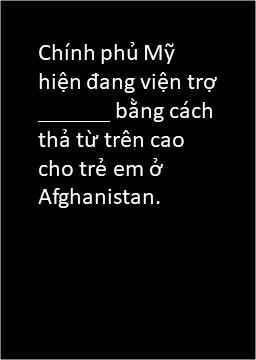 Chính phủ Mỹ
hiện đang viện trợ
_______ bằng cách
thả từ trên cao
cho trẻ em ở
Afghanistan.